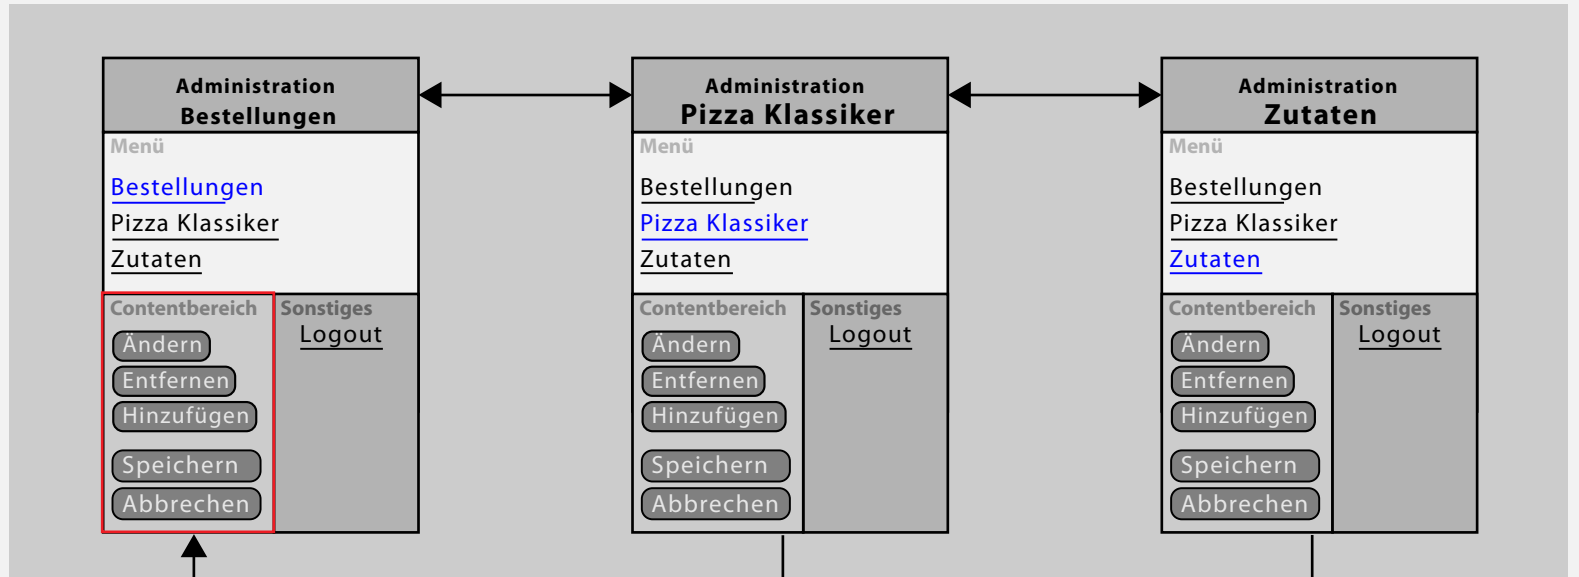 Administration
Bestellungen
Menü
Bestellungen
Pizza Klassiker
Zutaten
Contentbereich
Ändern
Entfernen
Hinzufügen
Speichern
Abbrechen
Sonstiges
Logout
Administration
Pizza Klassiker
Menü
Bestellungen
Pizza Klassiker
Zutaten
Contentbereich
Ändern
Entfernen
Hinzufügen
Speichern
Abbrechen
Sonstiges
Logout
Administration
Zutaten
Menü
Bestellungen
Pizza Klassiker
Zutaten
Contentbereich
Ändern
Entfernen
Hinzufügen
Speichern
Abbrechen
Sonstiges
Logout